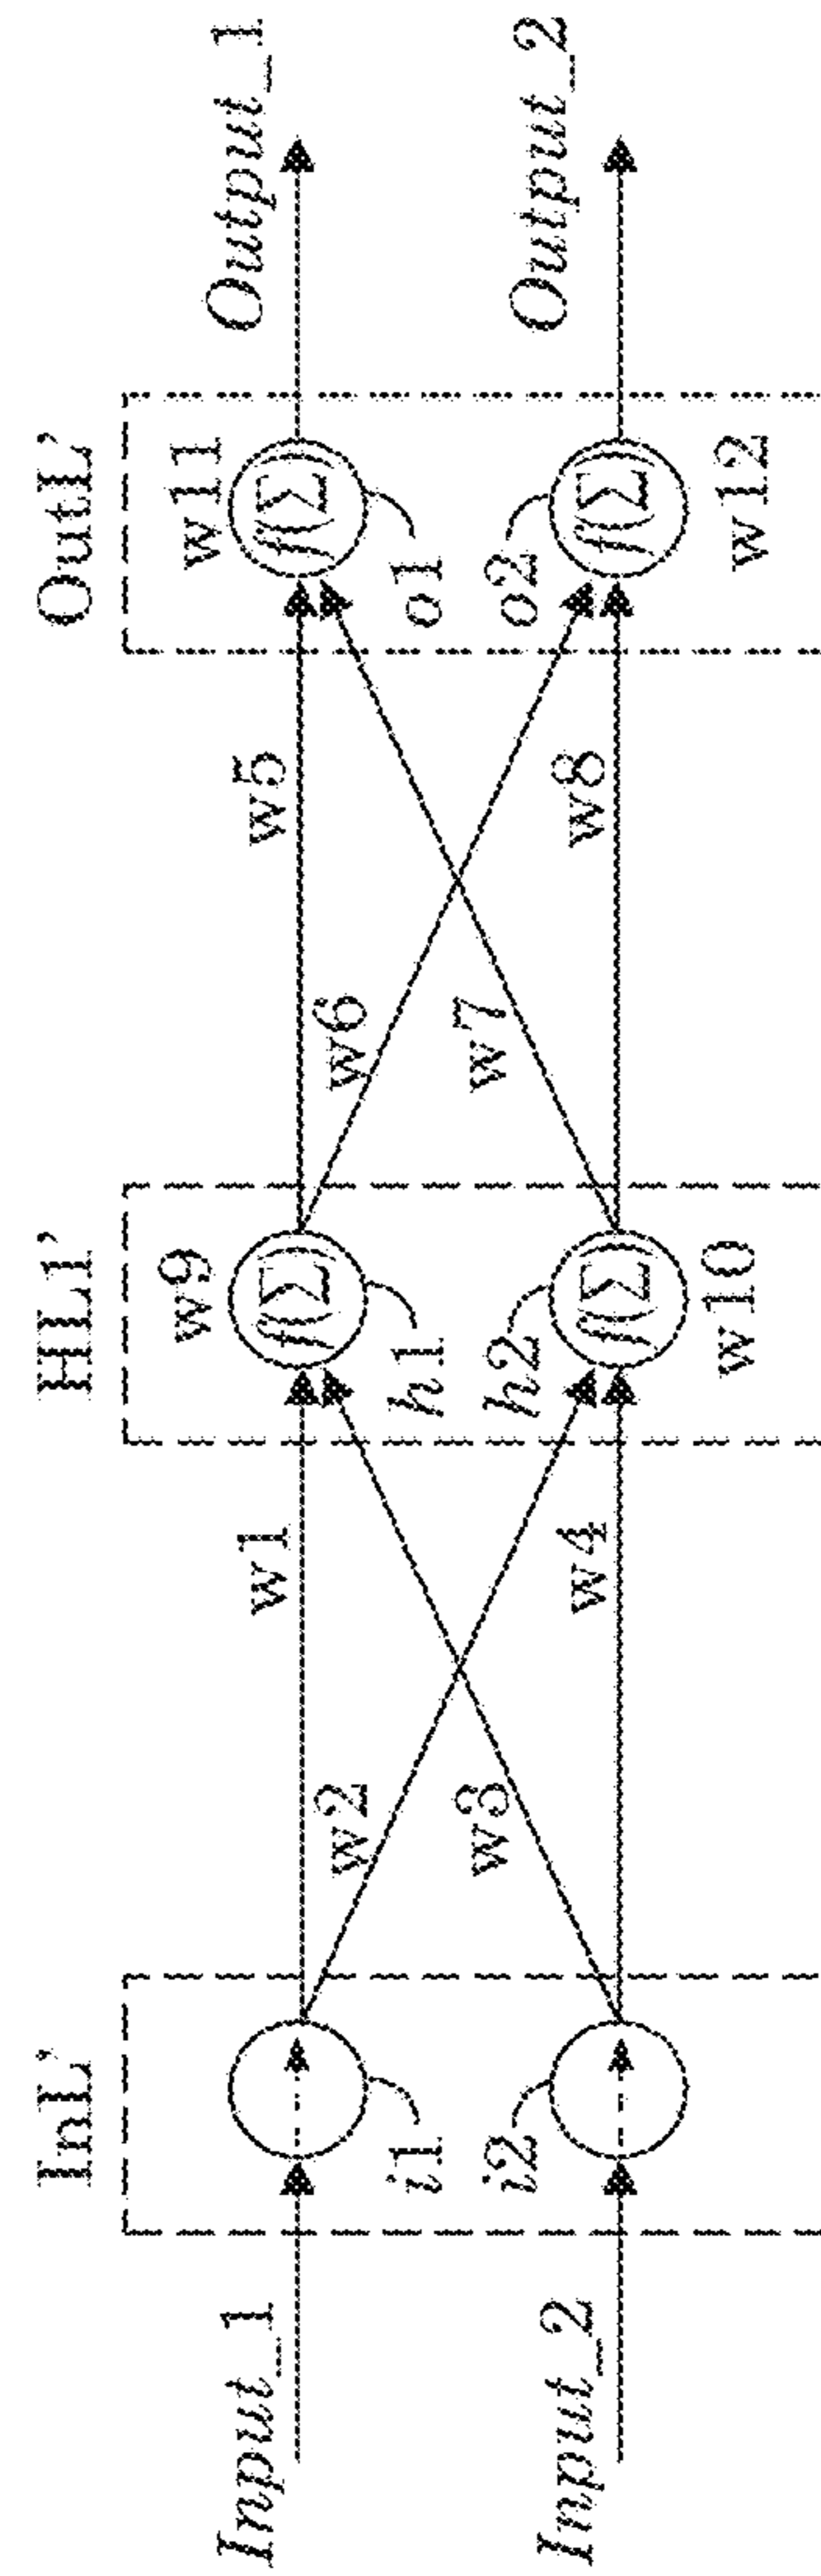 InL’
HL1’
OutL’
w9
w11
Input_1
w1
f(Σ)
w5
f(Σ)
Output_1
i1
w2
h1
w6
o1
i2
w3
h2
w7
o2
Input_2
w4
f(Σ)
w8
f(Σ)
Output_2
w10
w12